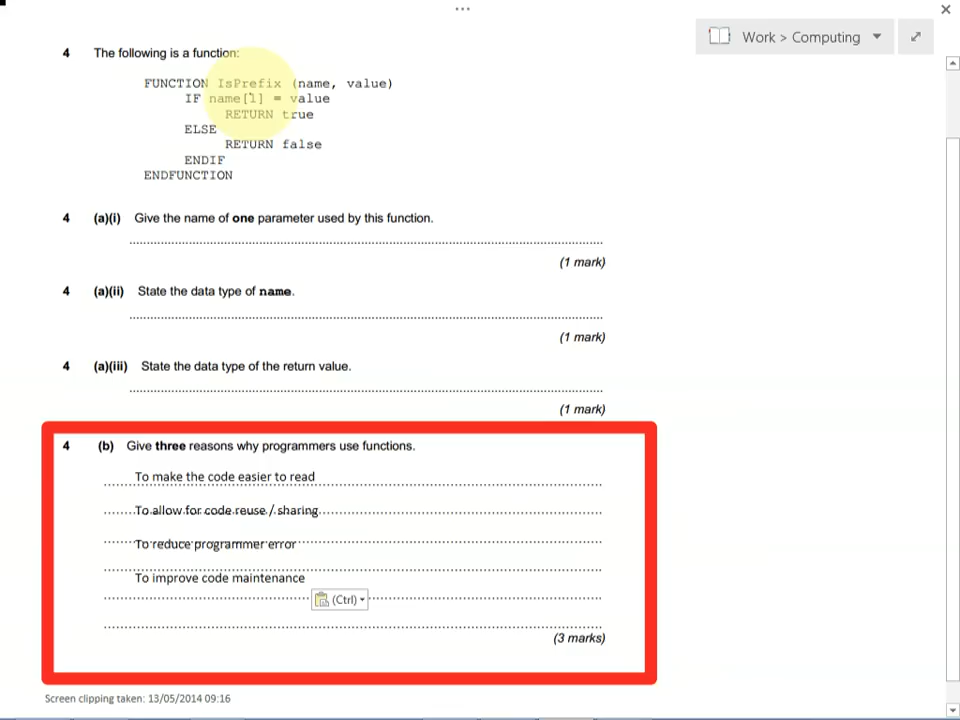 Work > Computing
4 The following is a function:
FUNCTION IsPrefix (name, value)
IF name[1] = value
RETURN true
ELSE
RETURN false
ENDIF
ENDFUNCTION
4 (a)(i) Give the name of one parameter used by this function.
(1 mark)
4 (a)(ii) State the data type of name.
(1 mark)
4 (a)(iii) State the data type of the return value.
(1 mark)
4 (b) Give three reasons why programmers use functions.
To make the code easier to read
To allow for code reuse / sharing
To reduce programmer error
To improve code maintenance
(Ctrl)
(3 marks)
Screen clipping taken: 13/05/2014 09:16